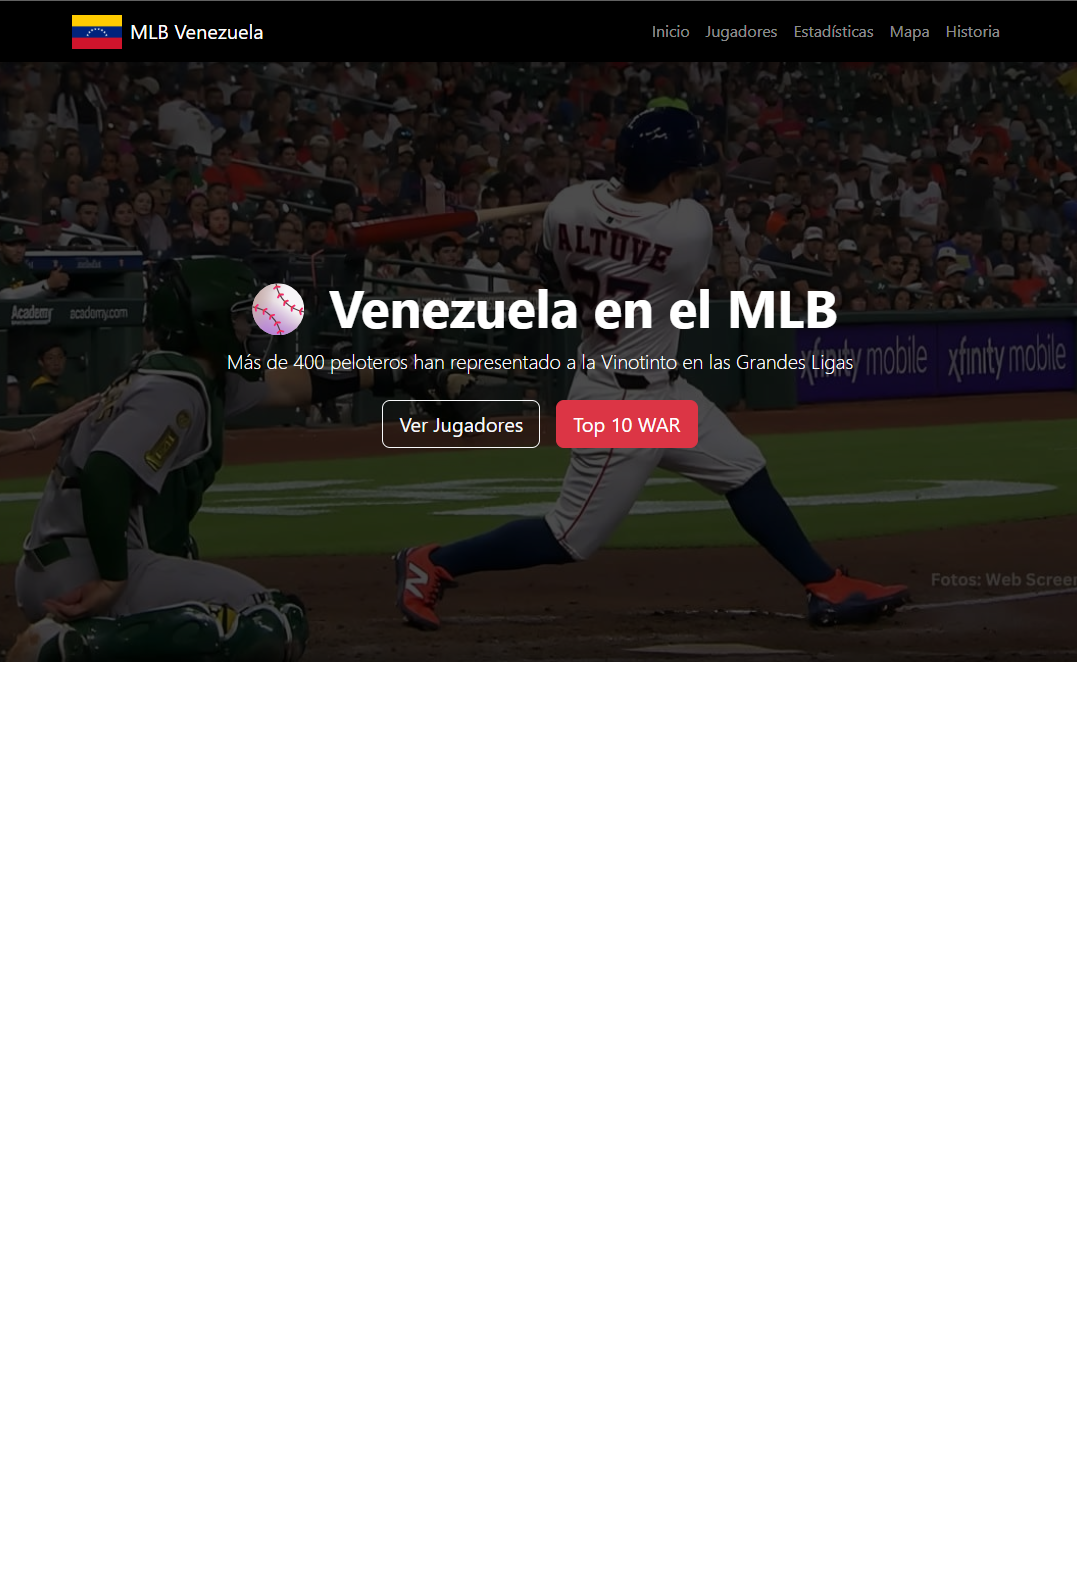 MLB Venezuela
Inicio Jugadores Estadísticas Mapa Historia
ALTUVE
Venezuela en el MLB
Academy academy.com
xfinity mobile xfinity mobile
Más de 400 peloteros han representado a la Vinotinto en las Grandes Ligas
Ver Jugadores Top 10 WAR
Fotos: Web Screen